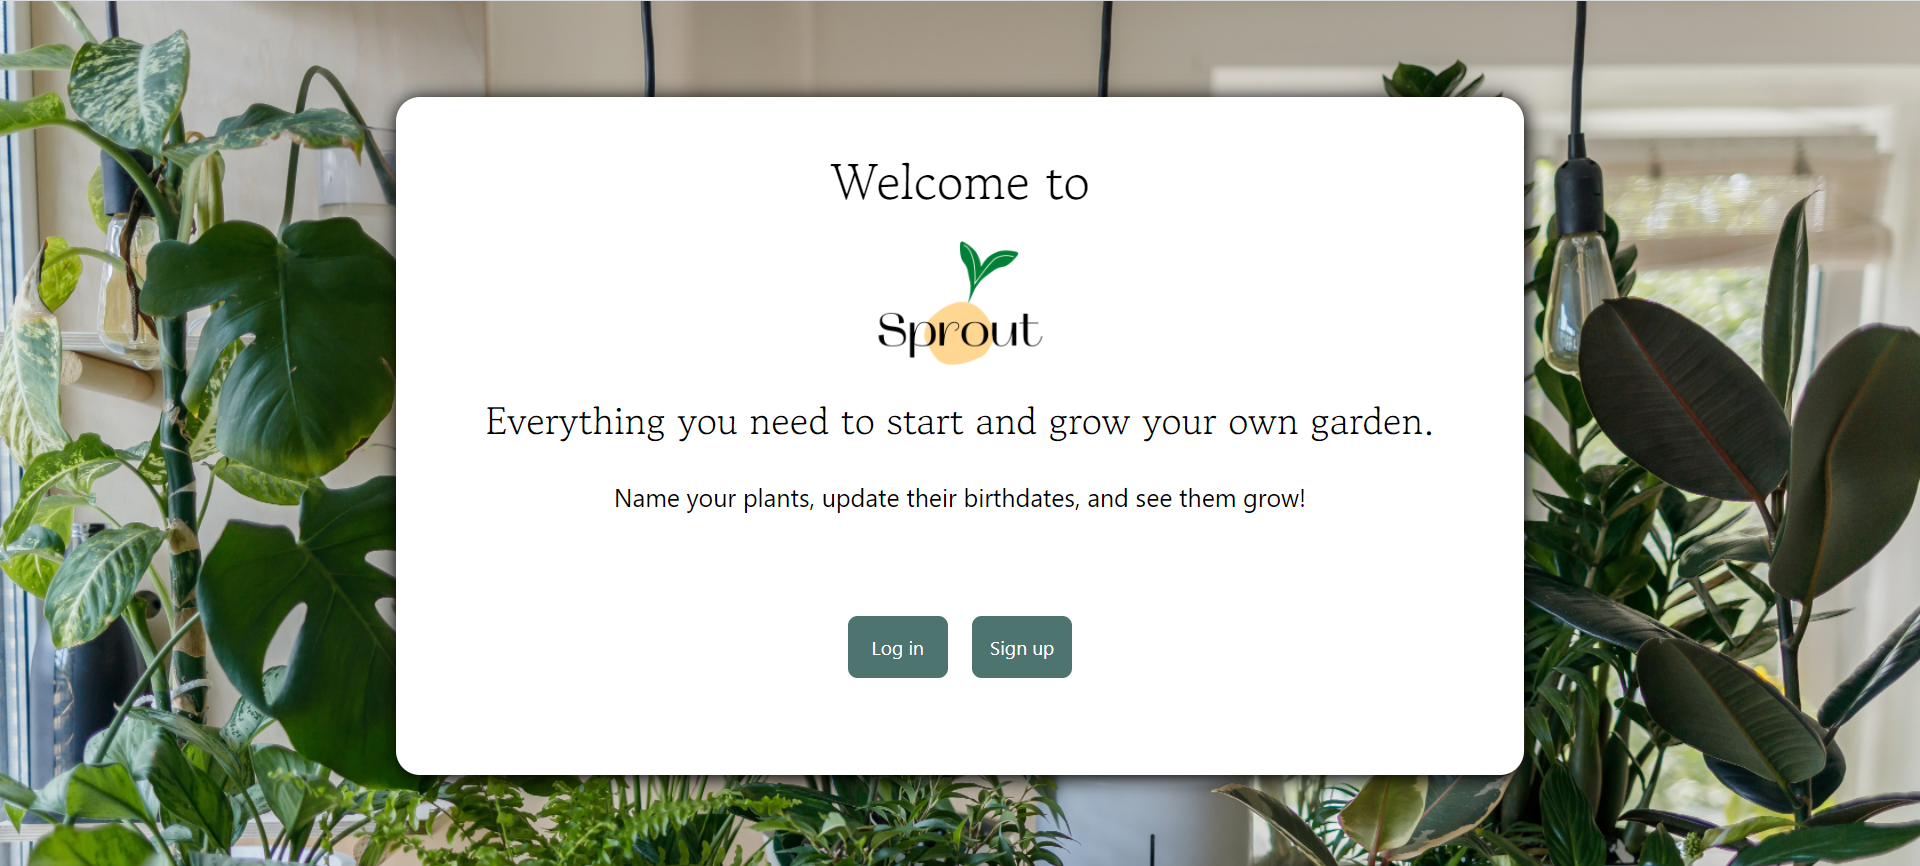 Welcome to
Sprout
Everything you need to start and grow your own garden.
Name your plants, update their birthdates, and see them grow!
Log in Sign up